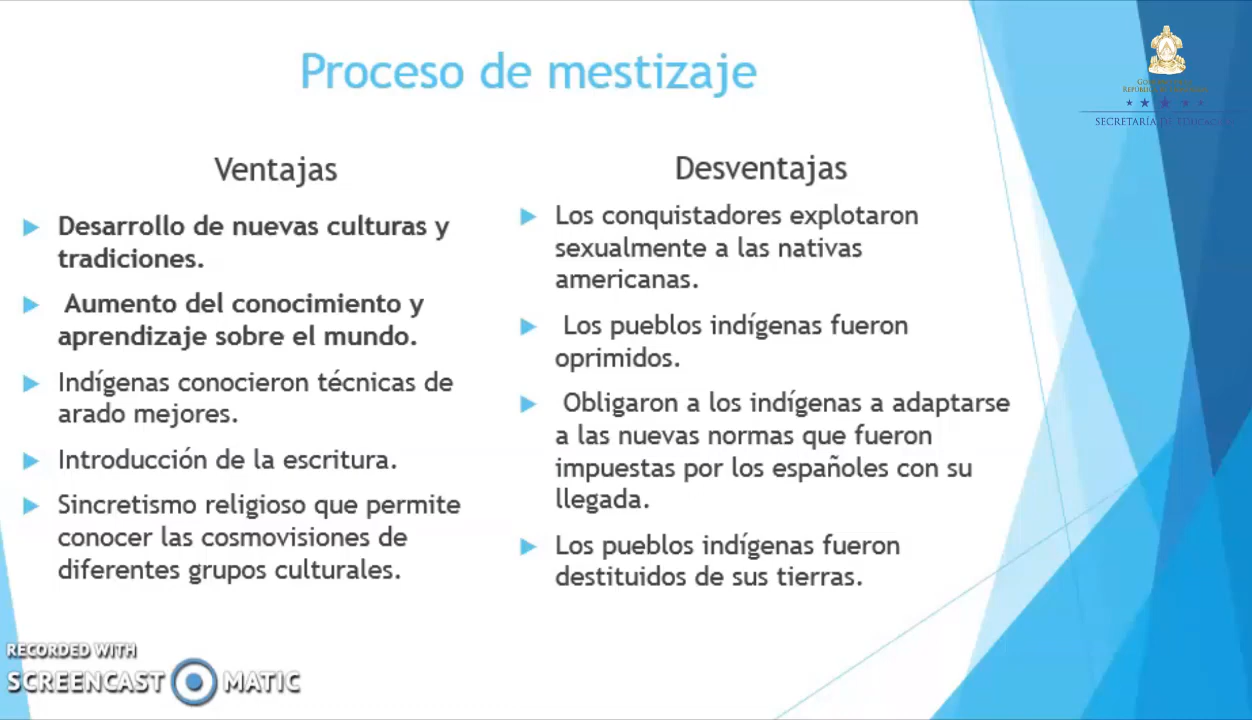 Proceso de mestizaje
Ventajas
Desarrollo de nuevas culturas y
tradiciones.
Aumento del conocimiento y
aprendizaje sobre el mundo.
Indígenas conocieron técnicas de
arado mejores.
Introducción de la escritura.
Sincretismo religioso que permite
conocer las cosmovisiones de
diferentes grupos culturales.
Desventajas
Los conquistadores explotaron
sexualmente a las nativas
americanas.
Los pueblos indígenas fueron
oprimidos.
Obligaron a los indígenas a adaptarse
a las nuevas normas que fueron
impuestas por los españoles con su
llegada.
Los pueblos indígenas fueron
destituidos de sus tierras.
SECRETARÍA DE EDUCACIÓN
RECORDED WITH
SCREENCAST MATIC